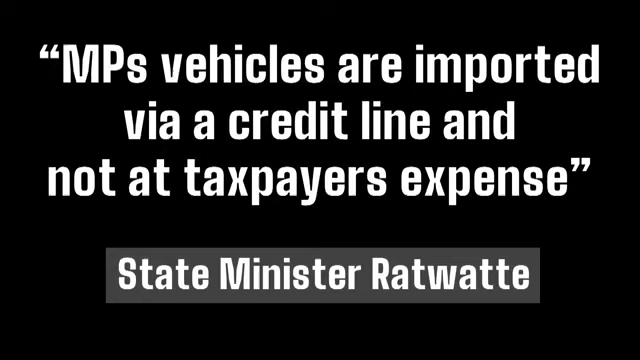 “MPs vehicles are imported
via a credit line and
not at taxpayers expense”
State Minister Ratwatte